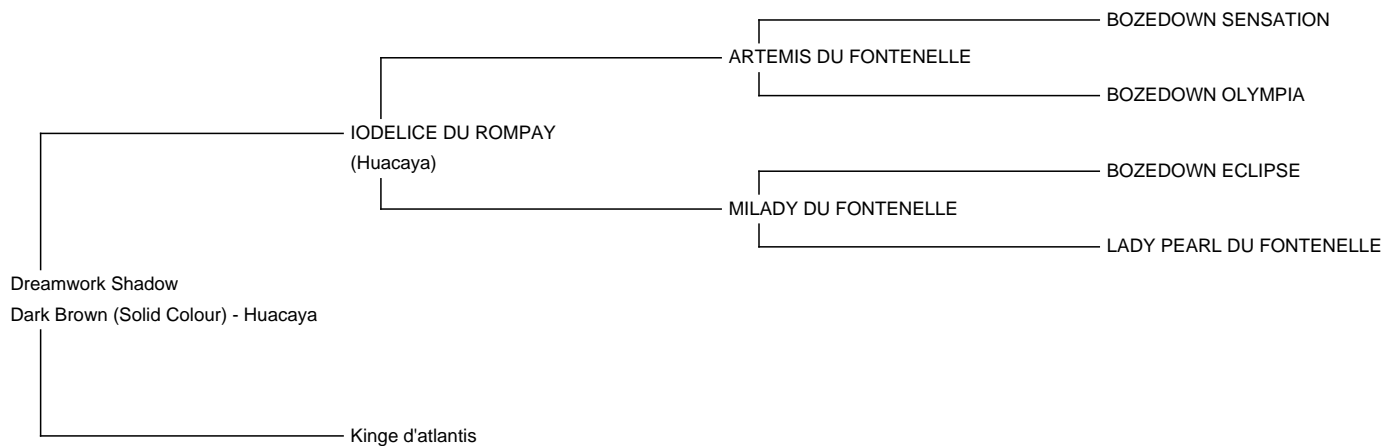 BOZEDOWN SENSATION
ARTEMIS DU FONTENELLE
BOZEDOWN OLYMPIA
IODELICE DU ROMPAY
(Huacaya)
BOZEDOWN ECLIPSE
MILADY DU FONTENELLE
LADY PEARL DU FONTENELLE
Dreamwork Shadow
Dark Brown (Solid Colour) - Huacaya
Kinge d'atlantis